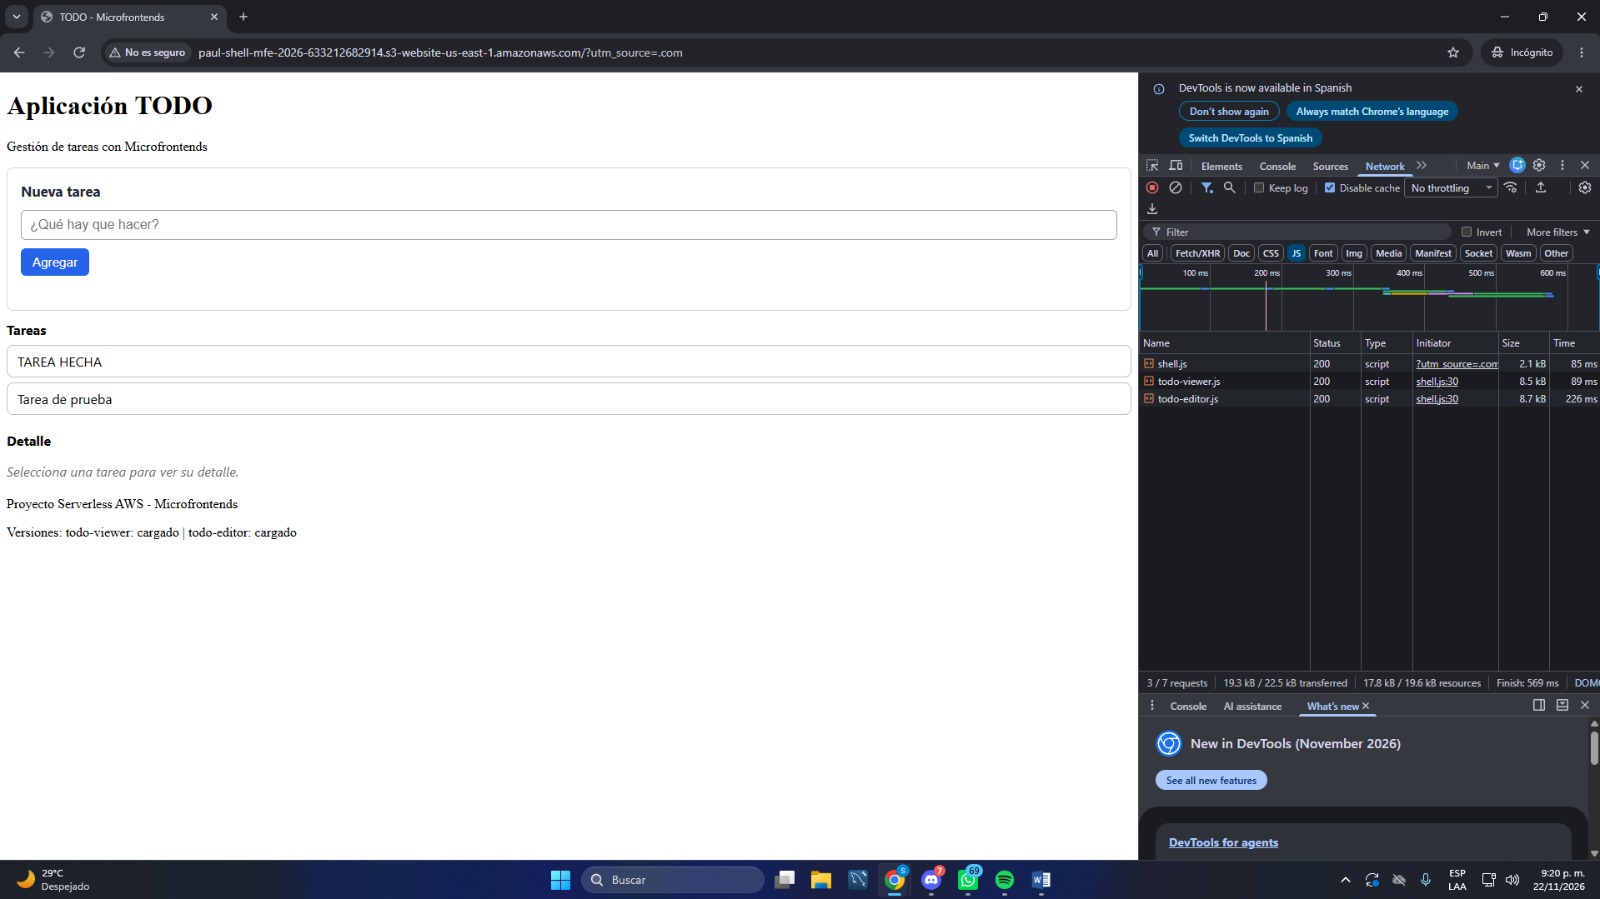 TODO - Microfrontends
No es seguro
paul-shell-mfe-2026-633212682914.s3-website-us-east-1.amazonaws.com/?utm_source=.com
Incógnito
Aplicación TODO
Gestión de tareas con Microfrontends
Nueva tarea
¿Qué hay que hacer?
Agregar
Tareas
TAREA HECHA
Tarea de prueba
Detalle
Selecciona una tarea para ver su detalle.
Proyecto Serverless AWS - Microfrontends
Versiones: todo-viewer: cargado | todo-editor: cargado
DevTools is now available in Spanish
Don't show again
Always match Chrome's language
Switch DevTools to Spanish
Elements Console Sources Network Main
Keep log Disable cache No throttling
Filter Invert More filters
All Fetch/XHR Doc CSS JS Font Img Media Manifest Socket Wasm Other
100 ms 200 ms 300 ms 400 ms 500 ms 600 ms
Name Status Type Initiator Size Time
shell.js 200 script ?utm_source=.com 2.1 kB 85 ms
todo-viewer.js 200 script shell.js:30 8.5 kB 89 ms
todo-editor.js 200 script shell.js:30 8.7 kB 226 ms
3 / 7 requests 19.3 kB / 22.5 kB transferred 17.8 kB / 19.6 kB resources Finish: 569 ms DOMC
Console AI assistance What's new
New in DevTools (November 2026)
See all new features
DevTools for agents
29°C
Despejado
Buscar
S
7
69
W
ESP
LAA
9:20 p. m.
22/11/2026